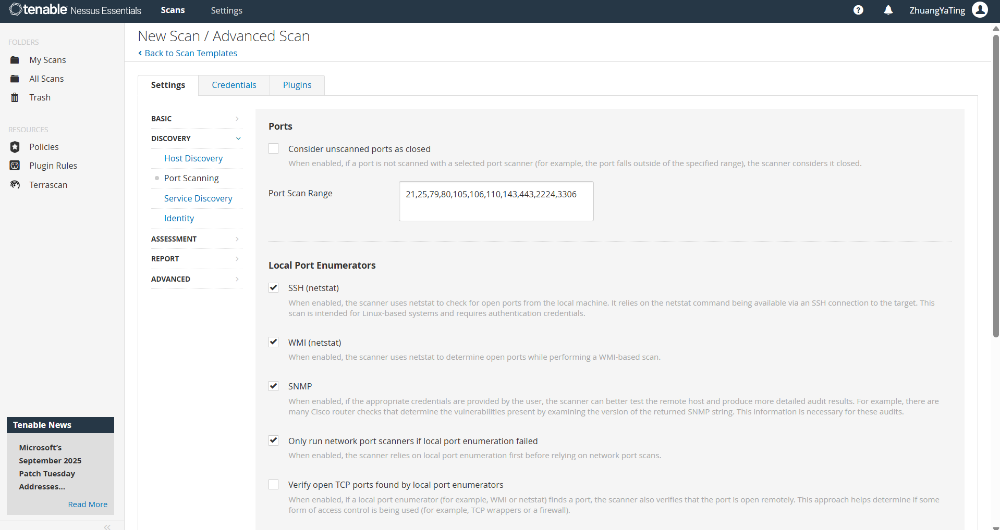 tenable Nessus Essentials
Scans
Settings
?
ZhuangYaTing
FOLDERS
My Scans
All Scans
Trash
RESOURCES
Policies
Plugin Rules
Terrascan
Tenable News
Microsoft’s
September 2025
Patch Tuesday
Addresses...
Read More
New Scan / Advanced Scan
Back to Scan Templates
Settings
Credentials
Plugins
BASIC
DISCOVERY
Host Discovery
Port Scanning
Service Discovery
Identity
ASSESSMENT
REPORT
ADVANCED
Ports
Consider unscanned ports as closed
When enabled, if a port is not scanned with a selected port scanner (for example, the port falls outside of the specified range), the scanner considers it closed.
Port Scan Range
21,25,79,80,105,106,110,143,443,2224,3306
Local Port Enumerators
SSH (netstat)
When enabled, the scanner uses netstat to check for open ports from the local machine. It relies on the netstat command being available via an SSH connection to the target. This
scan is intended for Linux-based systems and requires authentication credentials.
WMI (netstat)
When enabled, the scanner uses netstat to determine open ports while performing a WMI-based scan.
SNMP
When enabled, if the appropriate credentials are provided by the user, the scanner can better test the remote host and produce more detailed audit results. For example, there are
many Cisco router checks that determine the vulnerabilities present by examining the version of the returned SNMP string. This information is necessary for these audits.
Only run network port scanners if local port enumeration failed
When enabled, the scanner relies on local port enumeration first before relying on network port scans.
Verify open TCP ports found by local port enumerators
When enabled, if a local port enumerator (for example, WMI or netstat) finds a port, the scanner also verifies that the port is open remotely. This approach helps determine if some
form of access control is being used (for example, TCP wrappers or a firewall).